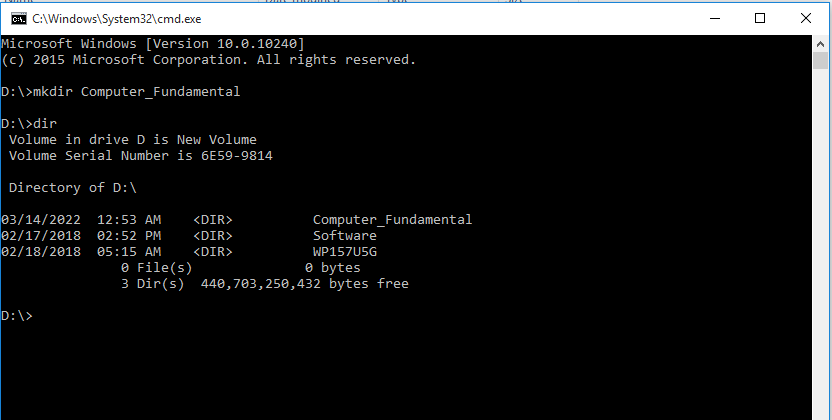 C:\Windows\System32\cmd.exe
Microsoft Windows [Version 10.0.10240]
(c) 2015 Microsoft Corporation. All rights reserved.
D:\>mkdir Computer_Fundamental
D:\>dir
 Volume in drive D is New Volume
 Volume Serial Number is 6E59-9814
 Directory of D:\
03/14/2022  12:53 AM    <DIR>          Computer_Fundamental
02/17/2018  02:52 PM    <DIR>          Software
02/18/2018  05:15 AM    <DIR>          WP157U5G
               0 File(s)              0 bytes
               3 Dir(s)  440,703,250,432 bytes free
D:\>